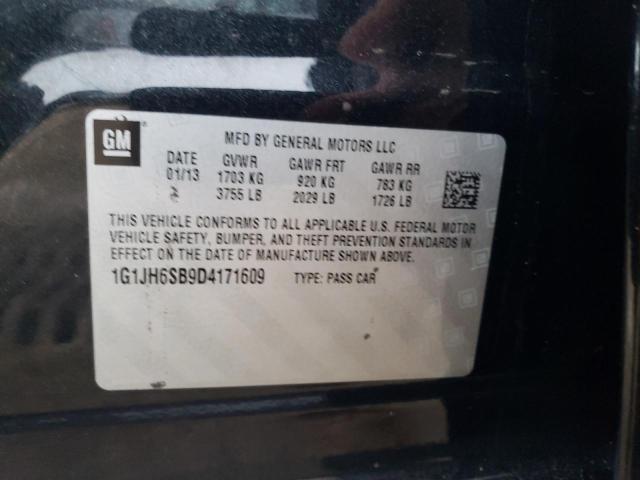 GM
MFD BY GENERAL MOTORS LLC
DATE GVWR GAWR FRT GAWR RR
01/13 1703 KG 920 KG 783 KG
3755 LB 2029 LB 1726 LB
THIS VEHICLE CONFORMS TO ALL APPLICABLE U.S. FEDERAL MOTOR
VEHICLE SAFETY, BUMPER, AND THEFT PREVENTION STANDARDS
IN EFFECT ON THE DATE OF MANUFACTURE SHOWN ABOVE.
1G1JH6SB9D4171609 TYPE: PASS CAR